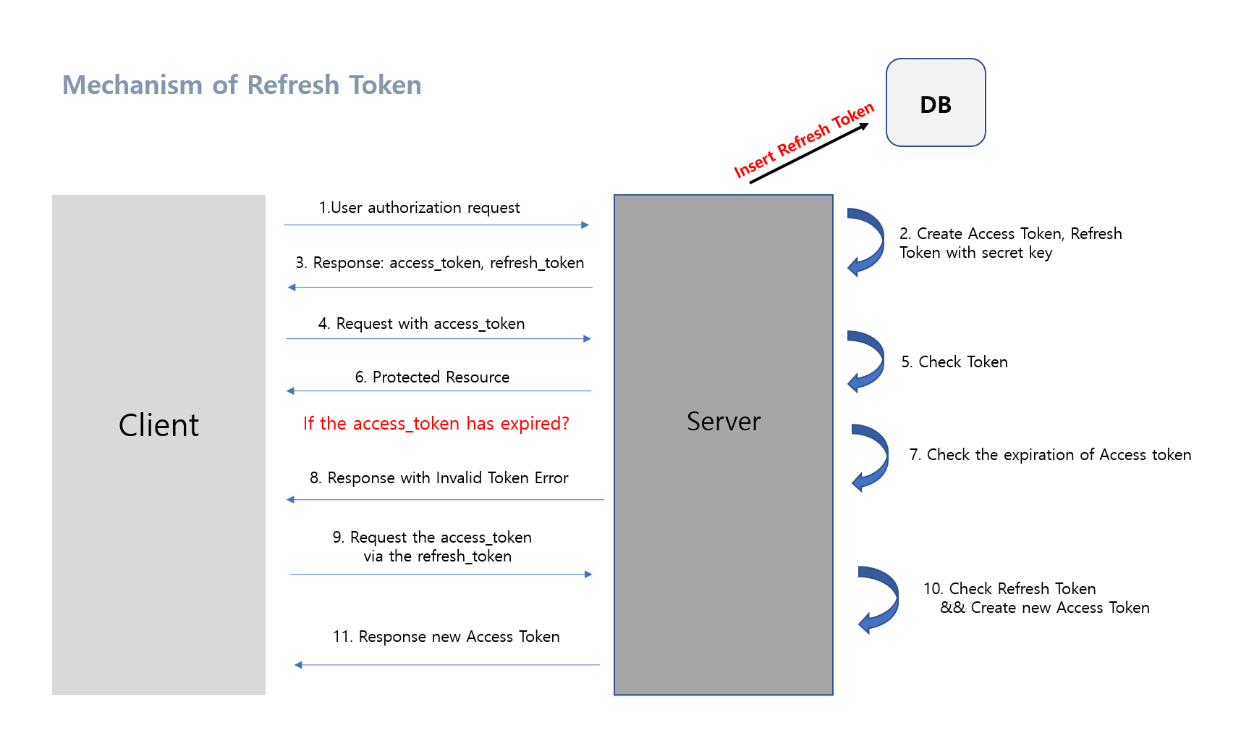 Mechanism of Refresh Token
DB
Insert Refresh Token
1.User authorization request
2. Create Access Token, Refresh
Token with secret key
3. Response: access_token, refresh_token
4. Request with access_token
5. Check Token
6. Protected Resource
Client
If the access_token has expired?
Server
7. Check the expiration of Access token
8. Response with Invalid Token Error
9. Request the access_token
via the refresh_token
10. Check Refresh Token
&& Create new Access Token
11. Response new Access Token